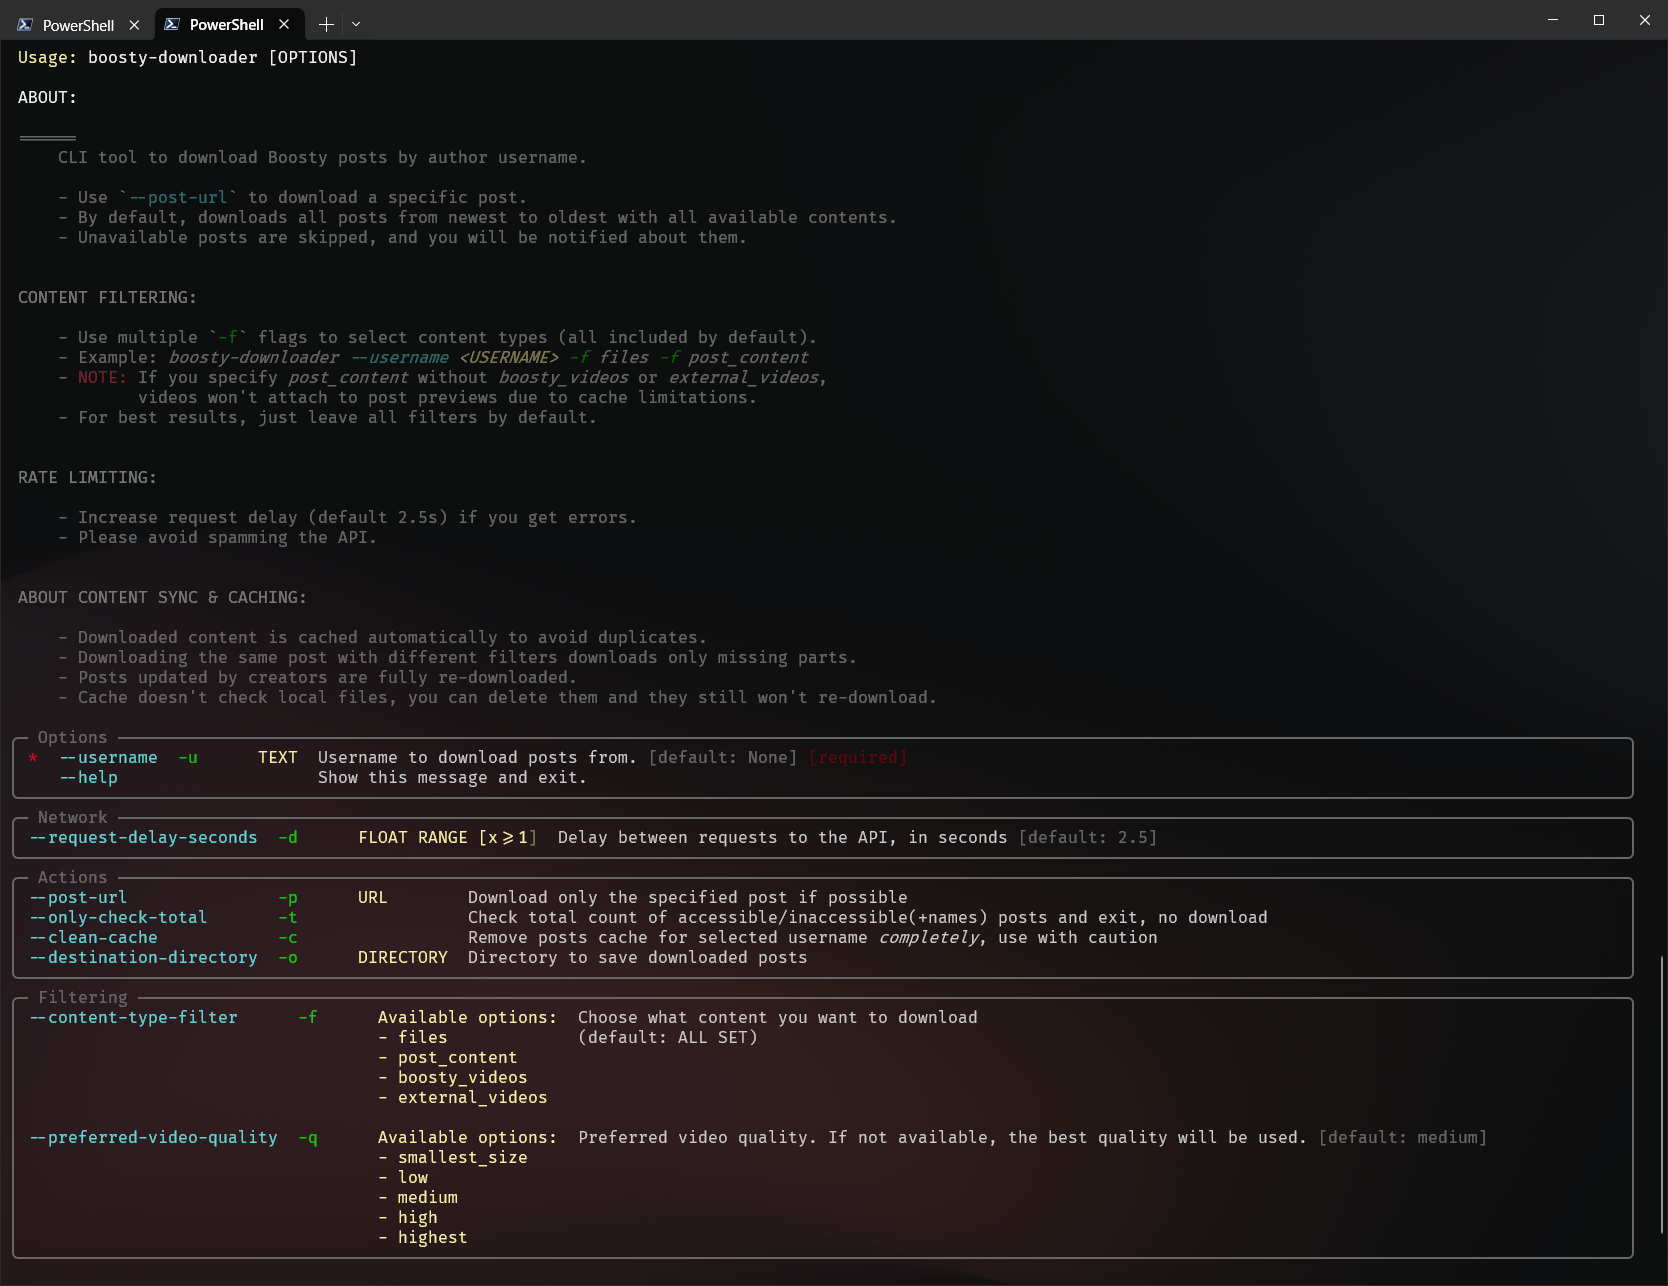 PowerShell PowerShell
Usage: boosty-downloader [OPTIONS]
ABOUT:
══════
CLI tool to download Boosty posts by author username.
- Use `--post-url` to download a specific post.
- By default, downloads all posts from newest to oldest with all available contents.
- Unavailable posts are skipped, and you will be notified about them.
CONTENT FILTERING:
- Use multiple `-f` flags to select content types (all included by default).
- Example: boosty-downloader --username <USERNAME> -f files -f post_content
- NOTE: If you specify post_content without boosty_videos or external_videos,
videos won't attach to post previews due to cache limitations.
- For best results, just leave all filters by default.
RATE LIMITING:
- Increase request delay (default 2.5s) if you get errors.
- Please avoid spamming the API.
ABOUT CONTENT SYNC & CACHING:
- Downloaded content is cached automatically to avoid duplicates.
- Downloading the same post with different filters downloads only missing parts.
- Posts updated by creators are fully re-downloaded.
- Cache doesn't check local files, you can delete them and they still won't re-download.
Options
* --username -u TEXT Username to download posts from. [default: None] [required]
--help Show this message and exit.
Network
--request-delay-seconds -d FLOAT RANGE [x>=1] Delay between requests to the API, in seconds [default: 2.5]
Actions
--post-url -p URL Download only the specified post if possible
--only-check-total -t Check total count of accessible/inaccessible(+names) posts and exit, no download
--clean-cache -c Remove posts cache for selected username completely, use with caution
--destination-directory -o DIRECTORY Directory to save downloaded posts
Filtering
--content-type-filter -f Available options: Choose what content you want to download
- files (default: ALL SET)
- post_content
- boosty_videos
- external_videos
--preferred-video-quality -q Available options: Preferred video quality. If not available, the best quality will be used. [default: medium]
- smallest_size
- low
- medium
- high
- highest